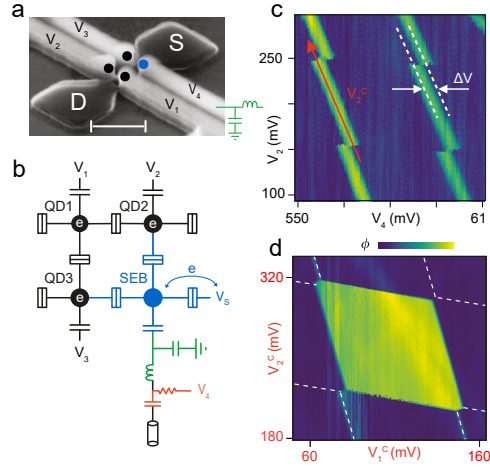 a
V₃
V₂
S
D
V₁
V₄
b
V₁
V₂
QD1
QD2
e
e
QD3
SEB
e
e
Vₛ
V₃
V₄
c
250
V₂ᶜ
ΔV
V₂ (mV)
100
550
V₄ (mV)
61
ϕ
d
320
V₂ᶜ (mV)
180
60
V₁ᶜ (mV)
160